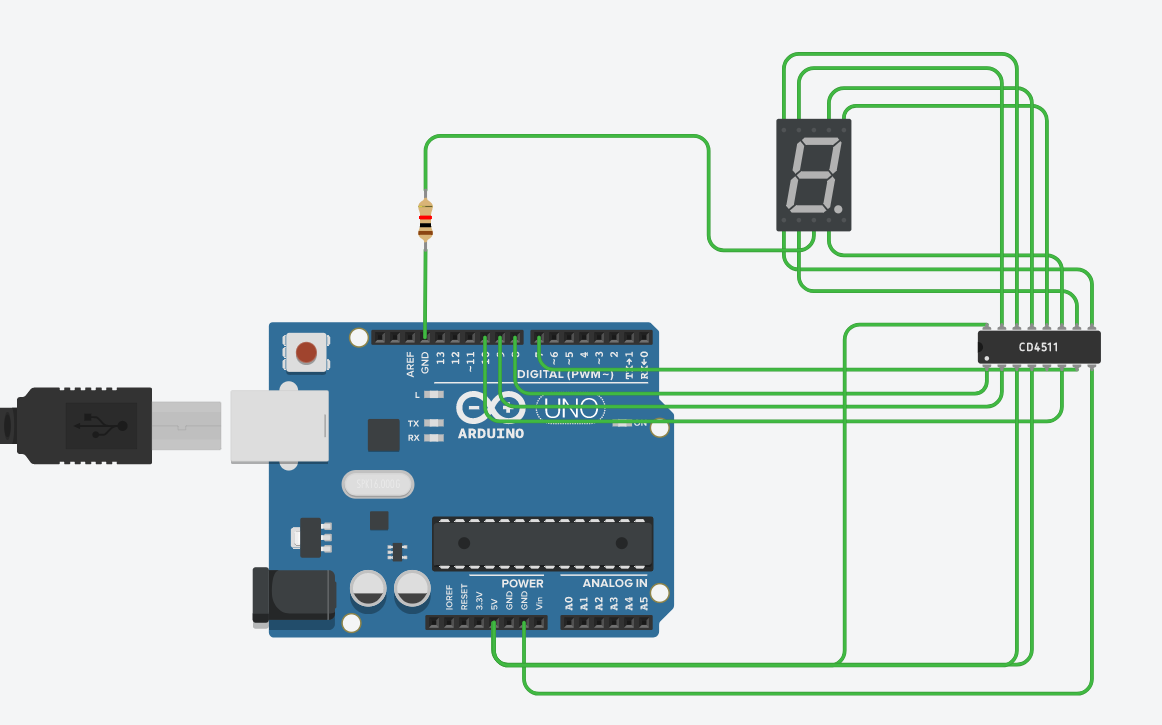 CD4511
AREF
GND
13
12
~11
10
9
8
7
~6
~5
4
~3
2
TX→1
RX←0
DIGITAL (PWM~)
L
TX
RX
UNO
ON
ARDUINO
POWER
ANALOG IN
IOREF
RESET
3.3V
5V
GND
GND
Vin
A0
A1
A2
A3
A4
A5